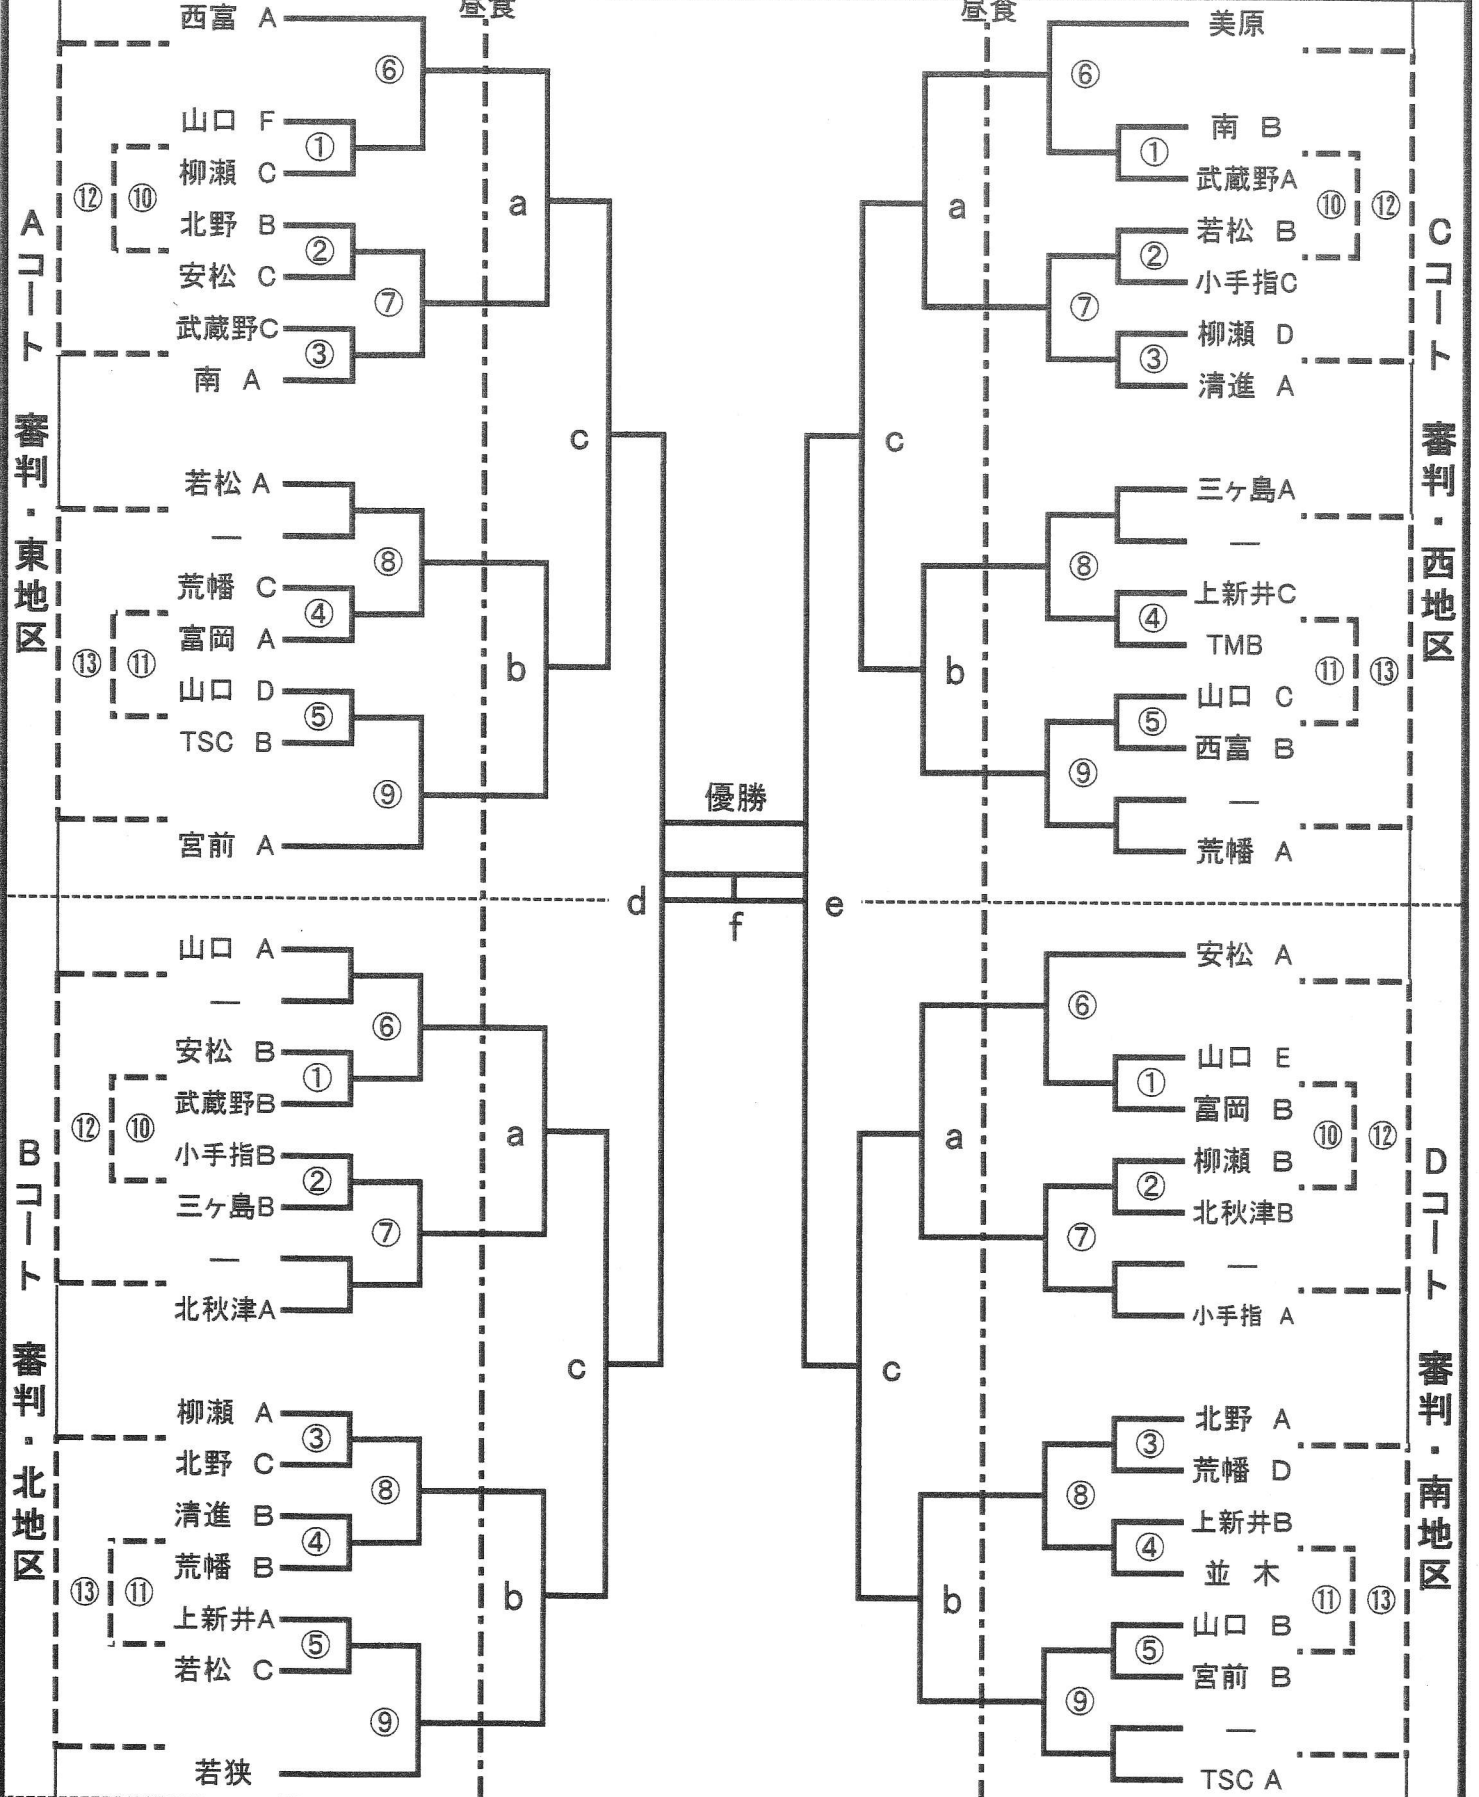 昼食
昼食
Aコート 審判・東地区
西富 A
⑥
山口 F
①
柳瀬 C
⑫
⑩
北野 B
②
安松 C
⑦
武蔵野C
③
南 A
a
若松 A
—
⑧
荒幡 C
④
富岡 A
⑬
⑪
山口 D
⑤
TSC B
⑨
宮前 A
b
c
Bコート 審判・北地区
山口 A
—
⑥
安松 B
①
武蔵野B
⑫
⑩
小手指B
②
三ヶ島B
⑦
—
北秋津A
a
柳瀬 A
③
北野 C
⑧
清進 B
④
荒幡 B
⑬
⑪
上新井A
⑤
若松 C
⑨
若狭
b
c
優勝
d
f
e
Cコート 審判・西地区
美原
⑥
南 B
①
武蔵野A
⑩
⑫
若松 B
②
小手指C
⑦
柳瀬 D
③
清進 A
a
三ヶ島A
—
⑧
上新井C
④
TMB
⑪
⑬
山口 C
⑤
西富 B
⑨
—
荒幡 A
b
c
Dコート 審判・南地区
安松 A
⑥
山口 E
①
富岡 B
⑩
⑫
柳瀬 B
②
北秋津B
⑦
—
小手指 A
a
北野 A
③
荒幡 D
⑧
上新井B
④
並 木
⑪
⑬
山口 B
⑤
宮前 B
⑨
—
TSC A
b
c